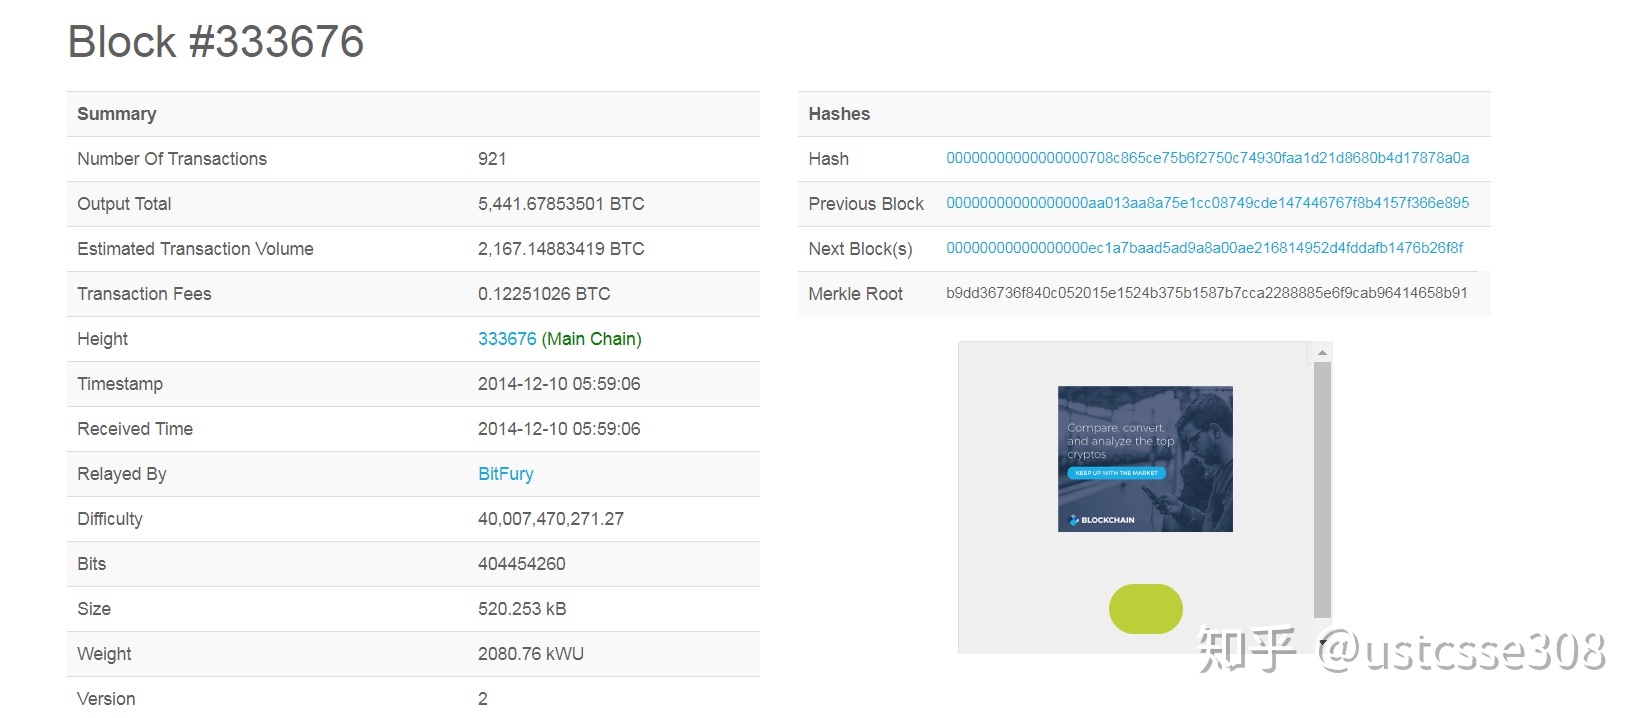 Block #333676
Summary
Number Of Transactions 921
Output Total 5,441.67853501 BTC
Estimated Transaction Volume 2,167.14883419 BTC
Transaction Fees 0.12251026 BTC
Height 333676 (Main Chain)
Timestamp 2014-12-10 05:59:06
Received Time 2014-12-10 05:59:06
Relayed By BitFury
Difficulty 40,007,470,271.27
Bits 404454260
Size 520.253 kB
Weight 2080.76 kWU
Version 2
Hashes
Hash 00000000000000000708c865ce75b6f2750c74930faa1d21d8680b4d17878a0a
Previous Block 00000000000000000aa013aa8a75e1cc08749cde147446767f8b4157f366e895
Next Block(s) 00000000000000000ec1a7baad5ad9a8a00ae216814952d4fddafb1476b26f8f
Merkle Root b9dd36736f840c052015e1524b375b1587b7cca2288885e6f9cab96414658b91
Compare, convert,
and analyze the top
cryptos
KEEP UP WITH THE MARKET
BLOCKCHAIN
知乎 @ustcsse308